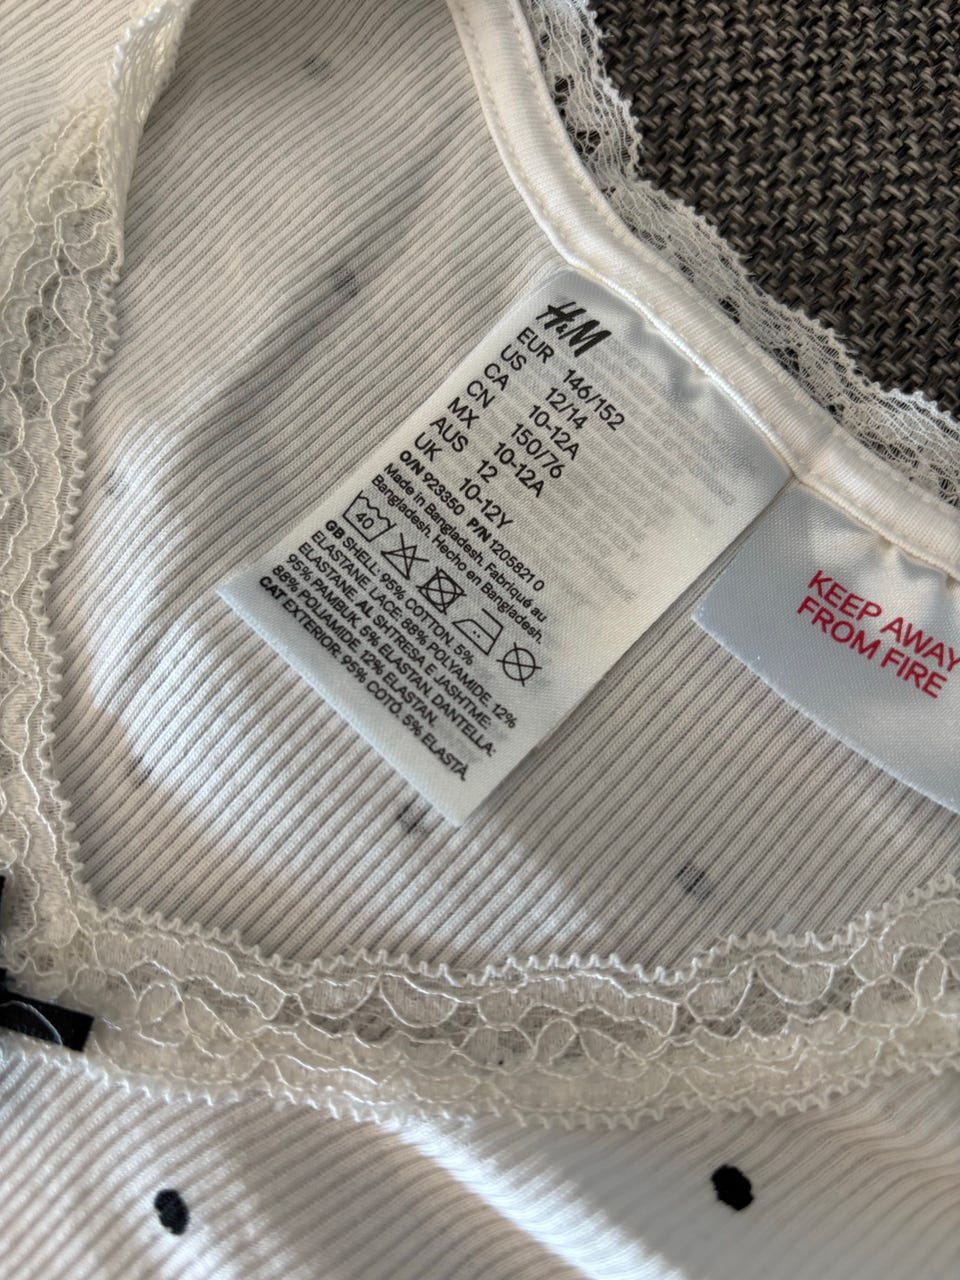 H&M
EUR 146/152
US 12/14
CA 10-12A
CN 150/76
MX 10-12A
AUS 12
UK 10-12Y
O/N 923350 P/N 1205821 0
Made in Bangladesh. Fabriqué au
Bangladesh. Hecho en Bangladesh.
40
GB SHELL: 95% COTTON, 5%
ELASTANE. LACE: 88% POLYAMIDE, 12%
ELASTANE. AL SHTRESA E JASHTME:
95% PAMBUK, 5% ELASTAN. DANTELLA:
88% POLIAMIDE, 12% ELASTAN.
CAT EXTERIOR: 95% COTÓ, 5% ELASTÀ.
KEEP AWAY
FROM FIRE